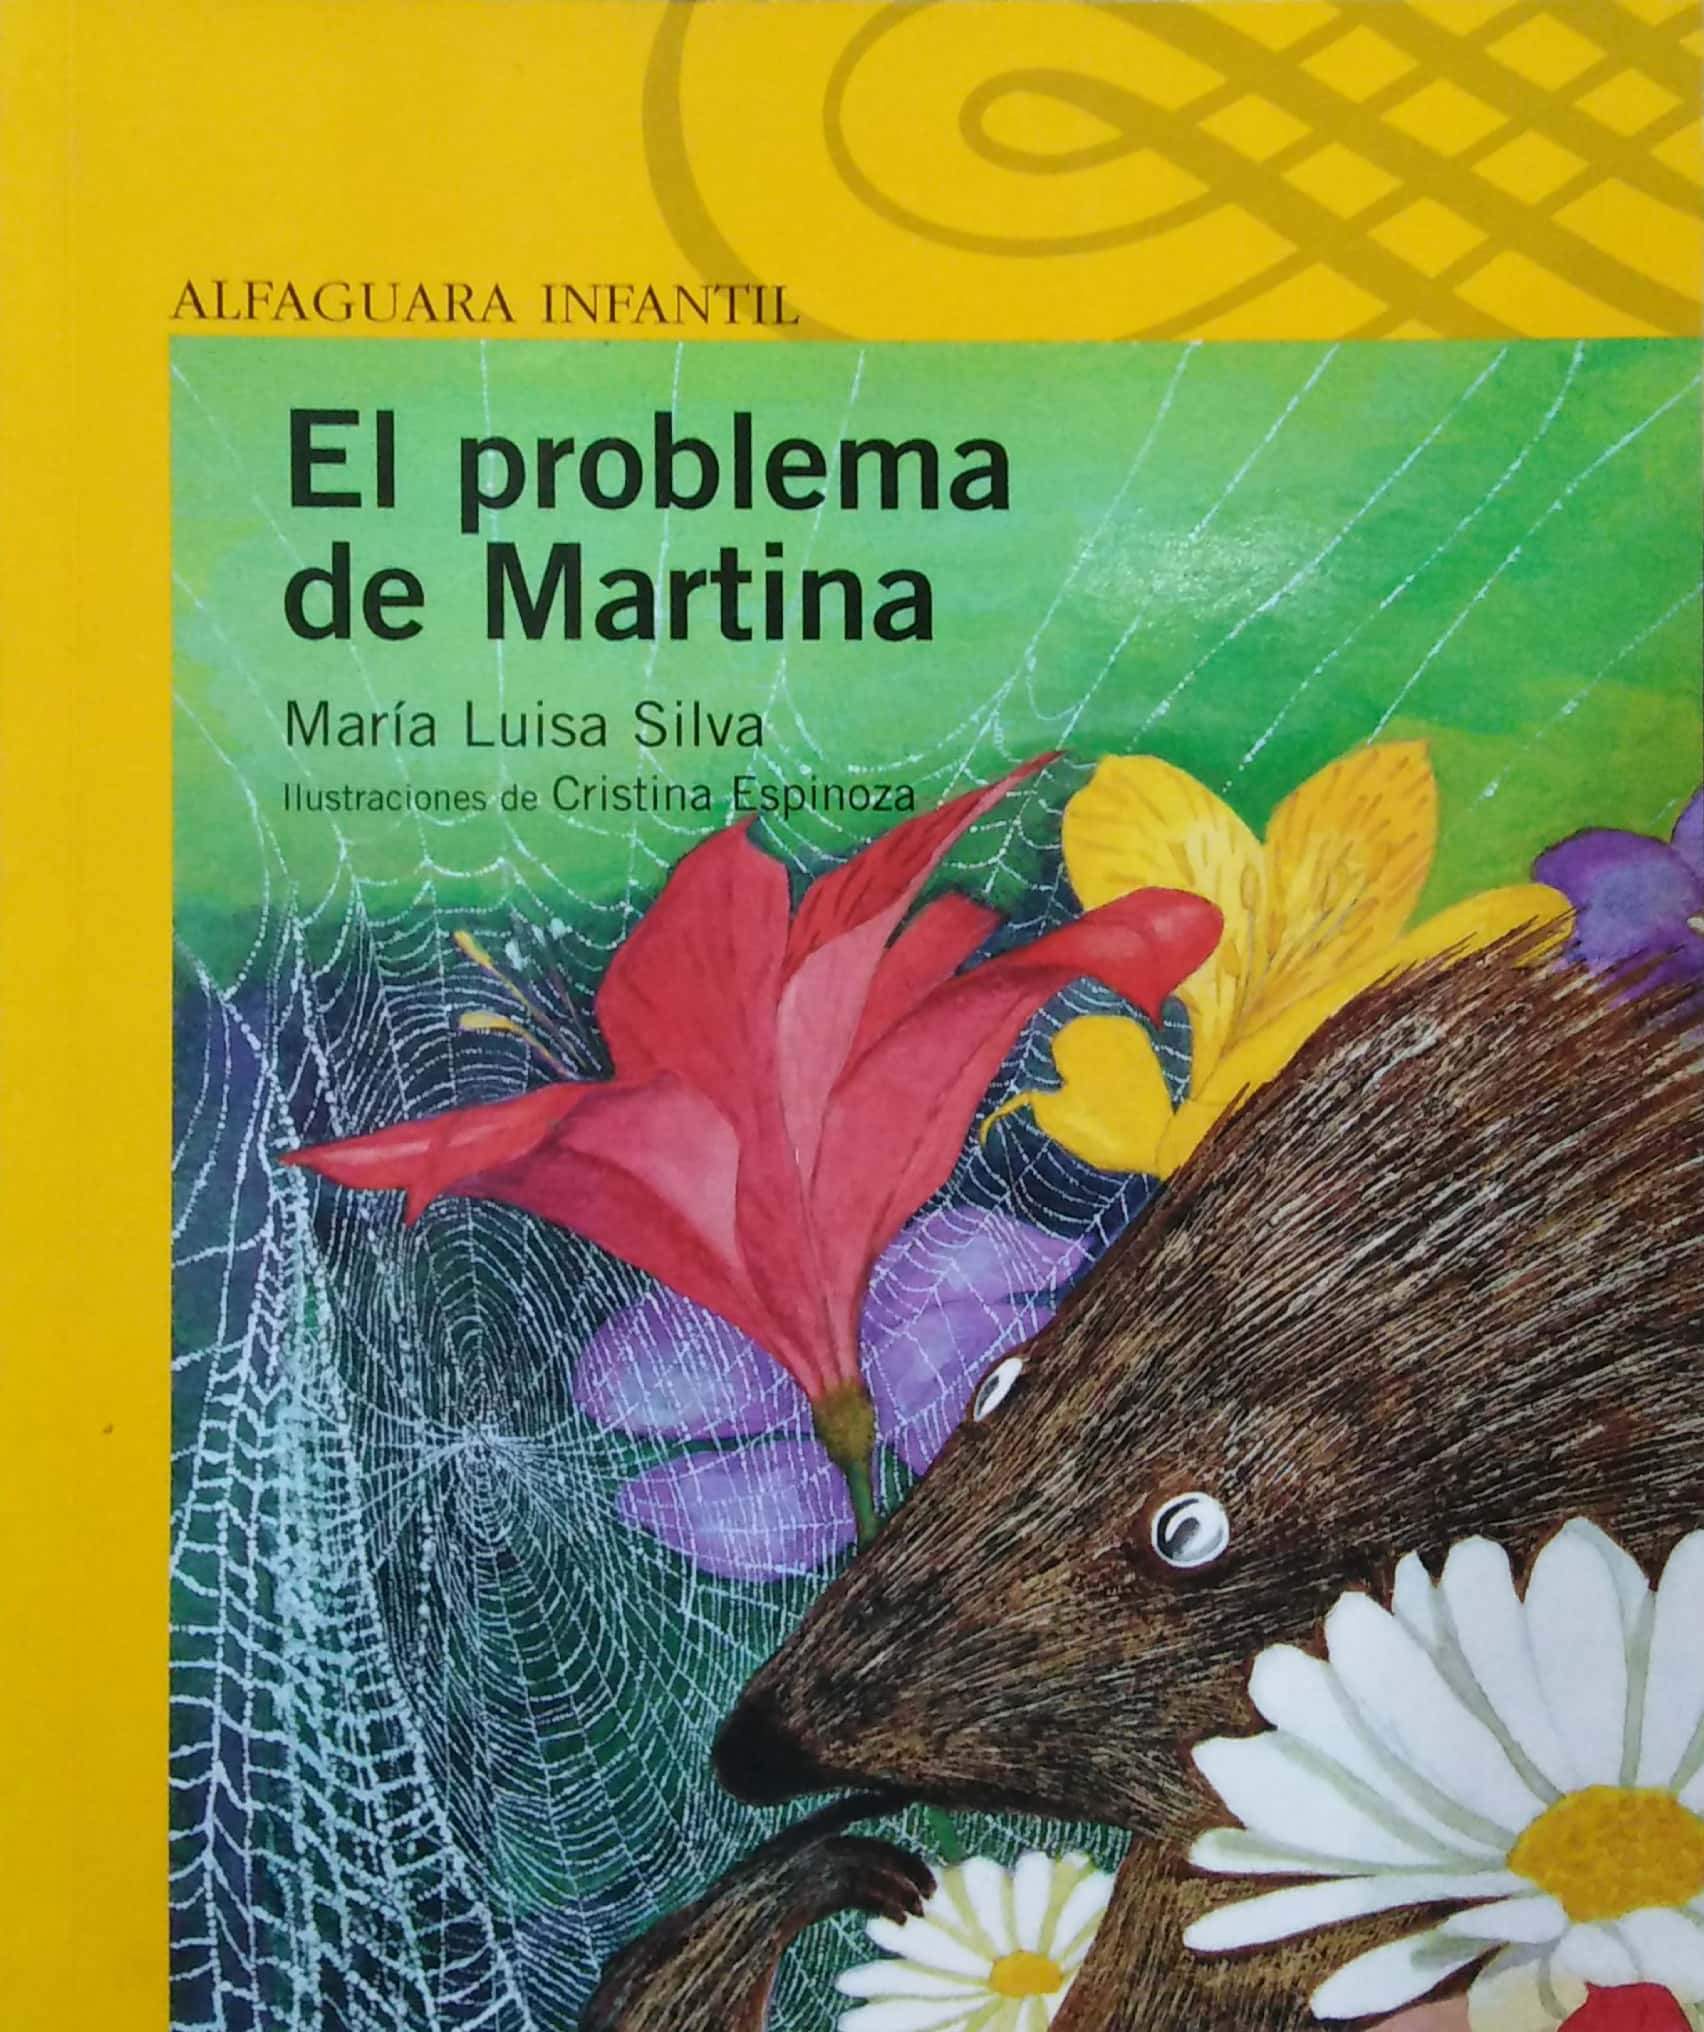 ALFAGUARA INFANTIL
El problema
de Martina
María Luisa Silva
Ilustraciones de Cristina Espinoza